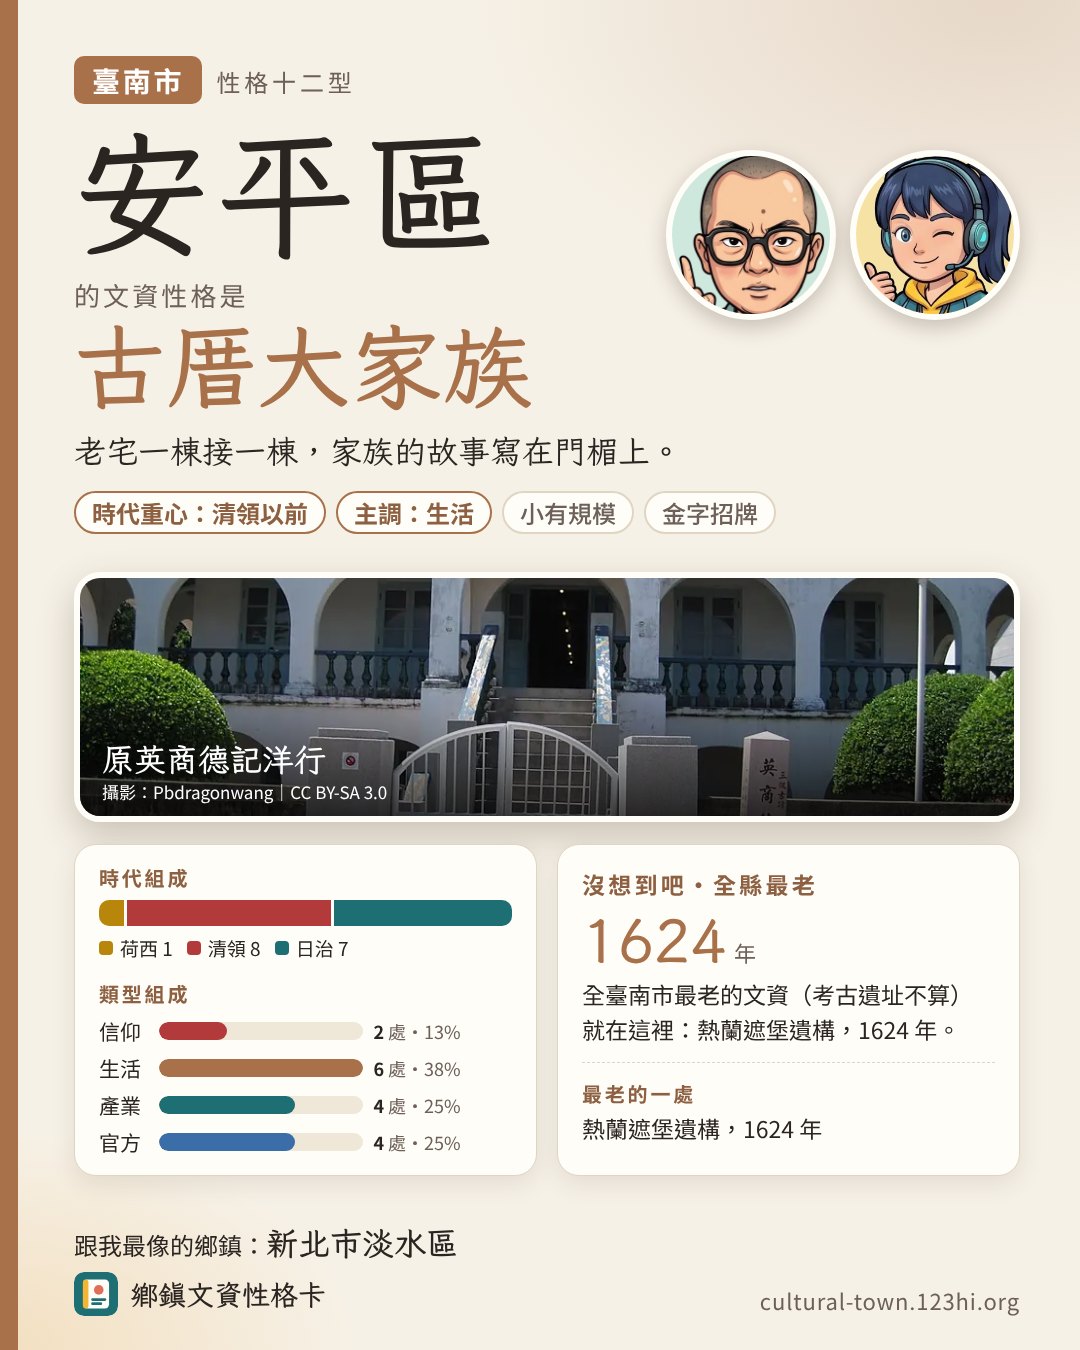 臺南市 性格十二型
安平區
的文資性格是
古厝大家族
老宅一棟接一棟，家族的故事寫在門楣上。
時代重心：清領以前 主調：生活 小有規模 金字招牌
英商
原英商德記洋行
攝影：Pbdragonwang｜CC BY-SA 3.0
時代組成
荷西 1 清領 8 日治 7
類型組成
信仰 2 處・13%
生活 6 處・38%
產業 4 處・25%
官方 4 處・25%
沒想到吧・全縣最老
1624 年
全臺南市最老的文資（考古遺址不算）
就在這裡：熱蘭遮堡遺構，1624 年。
最老的一處
熱蘭遮堡遺構，1624 年
跟我最像的鄉鎮：新北市淡水區
鄉鎮文資性格卡
cultural-town.123hi.org